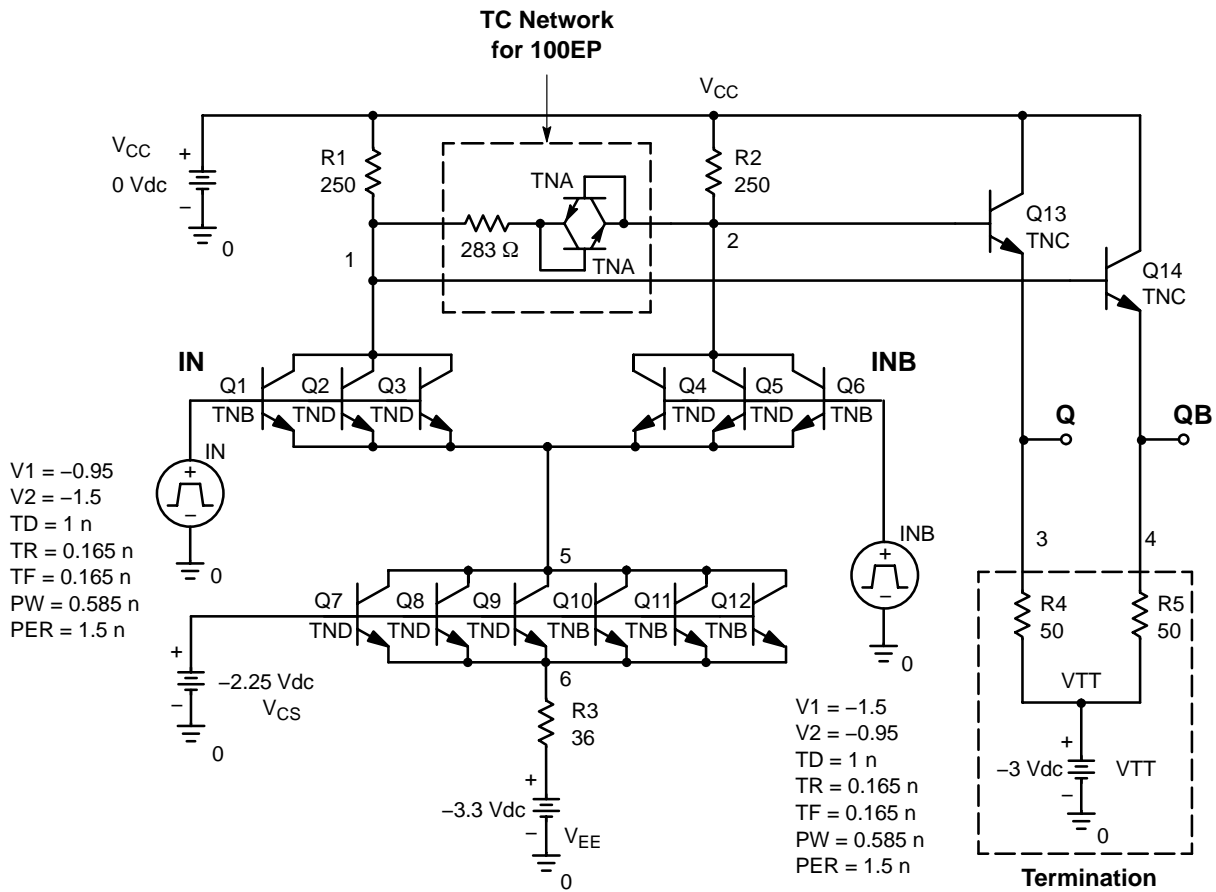 TC Network
for 100EP
VCC
VCC
0 Vdc
+
−
0
R1
250
TNA
283 Ω
TNA
R2
250
1
2
Q13
TNC
Q14
TNC
IN
INB
Q1
TNB
Q2
TND
Q3
TND
Q4
TND
Q5
TND
Q6
TNB
Q
QB
V1 = −0.95
V2 = −1.5
TD = 1 n
TR = 0.165 n
TF = 0.165 n
PW = 0.585 n
PER = 1.5 n
IN
+
−
0
5
INB
+
−
0
3
4
Q7
TND
Q8
TND
Q9
TND
Q10
TNB
Q11
TNB
Q12
TNB
+
−2.25 Vdc
−
VCS
0
6
R3
36
+
−3.3 Vdc
−
VEE
0
V1 = −1.5
V2 = −0.95
TD = 1 n
TR = 0.165 n
TF = 0.165 n
PW = 0.585 n
PER = 1.5 n
R4
50
R5
50
VTT
+
−3 Vdc
VTT
−
0
Termination